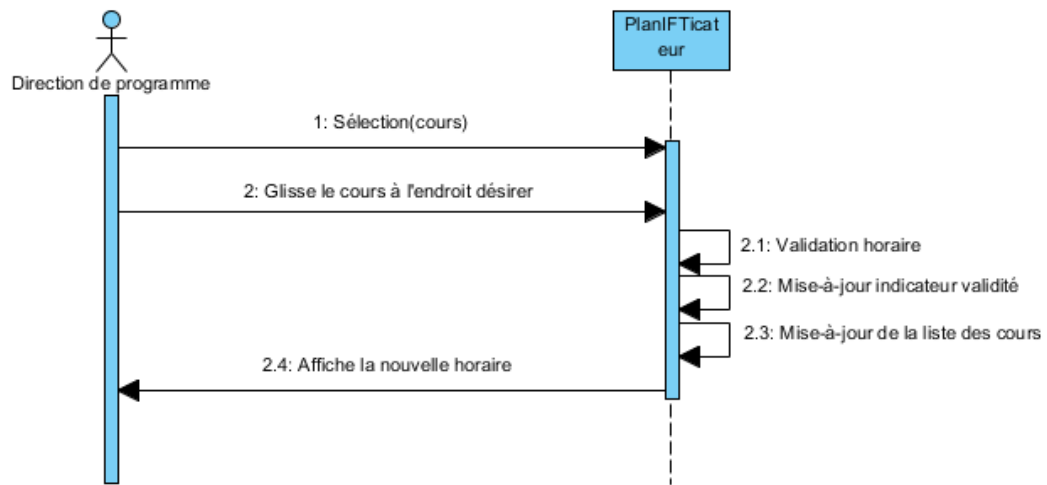 PlanIFTicat
eur
Direction de programme
1: Sélection(cours)
2: Glisse le cours à l'endroit désirer
2.1: Validation horaire
2.2: Mise-à-jour indicateur validité
2.3: Mise-à-jour de la liste des cours
2.4: Affiche la nouvelle horaire